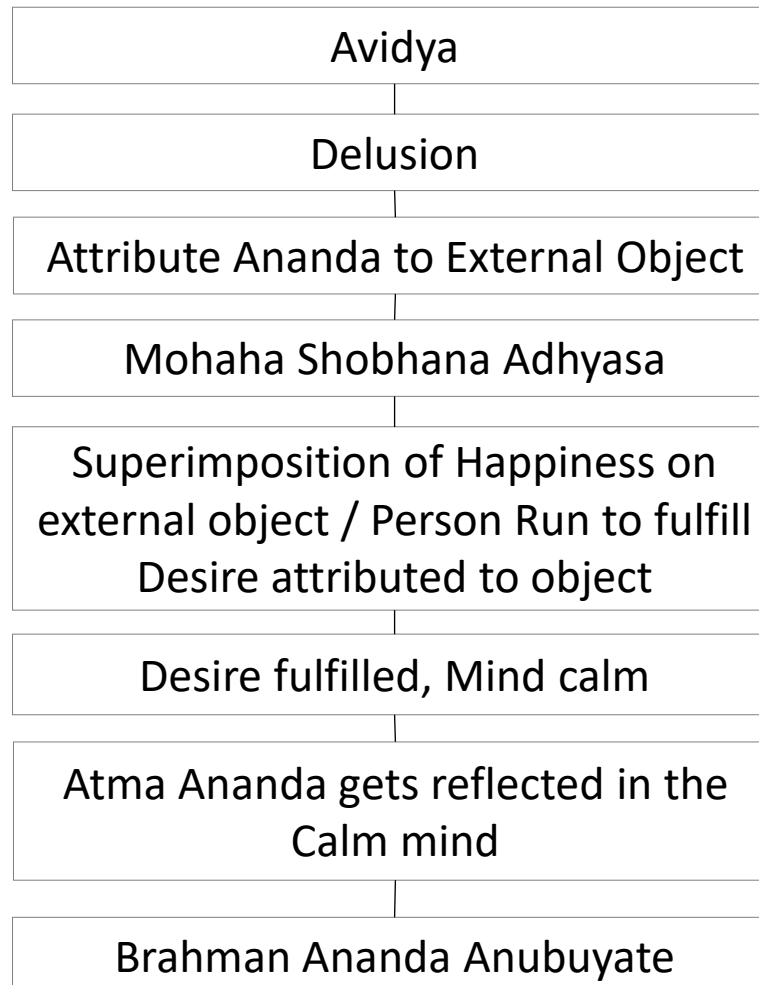 Avidya
Delusion
Attribute Ananda to External Object
Mohaha Shobhana Adhyasa
Superimposition of Happiness on
external object / Person Run to fulfill
Desire attributed to object
Desire fulfilled, Mind calm
Atma Ananda gets reflected in the
Calm mind
Brahman Ananda Anubuyate